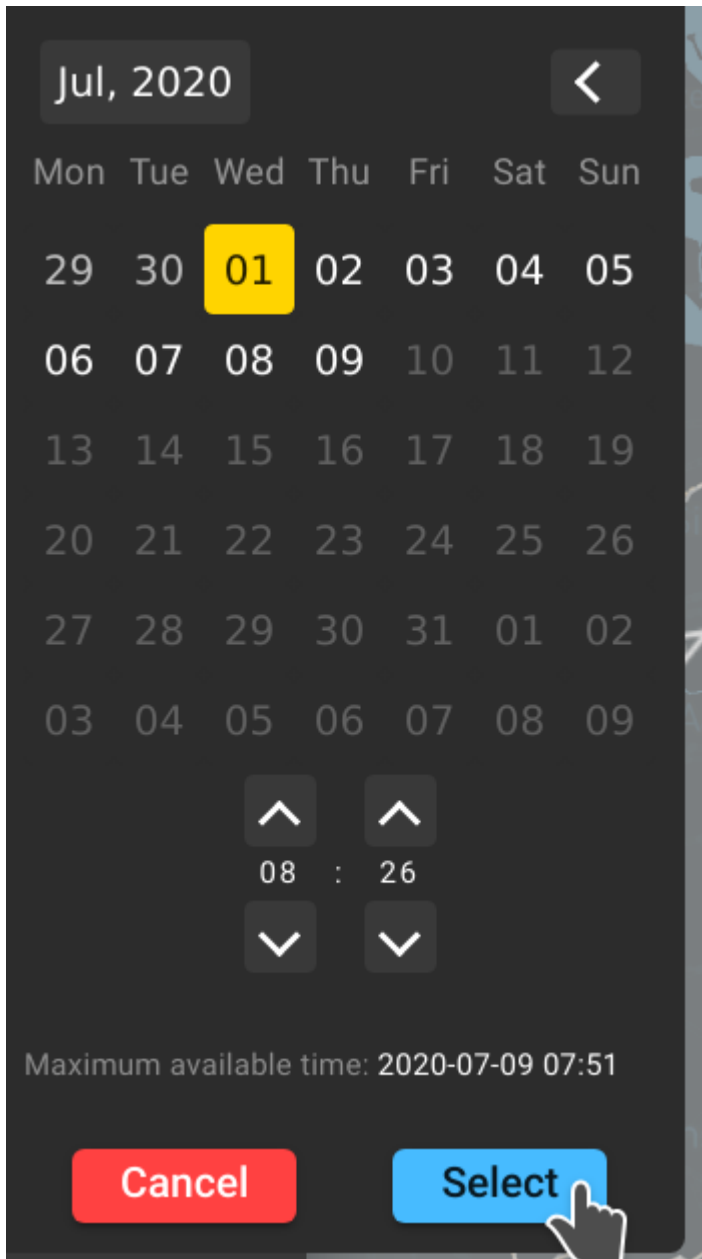 Jul, 2020
Mon Tue Wed Thu Fri Sat Sun
29 30 01 02 03 04 05
06 07 08 09 10 11 12
13 14 15 16 17 18 19
20 21 22 23 24 25 26
27 28 29 30 31 01 02
03 04 05 06 07 08 09
08 : 26
Maximum available time: 2020-07-09 07:51
Cancel Select